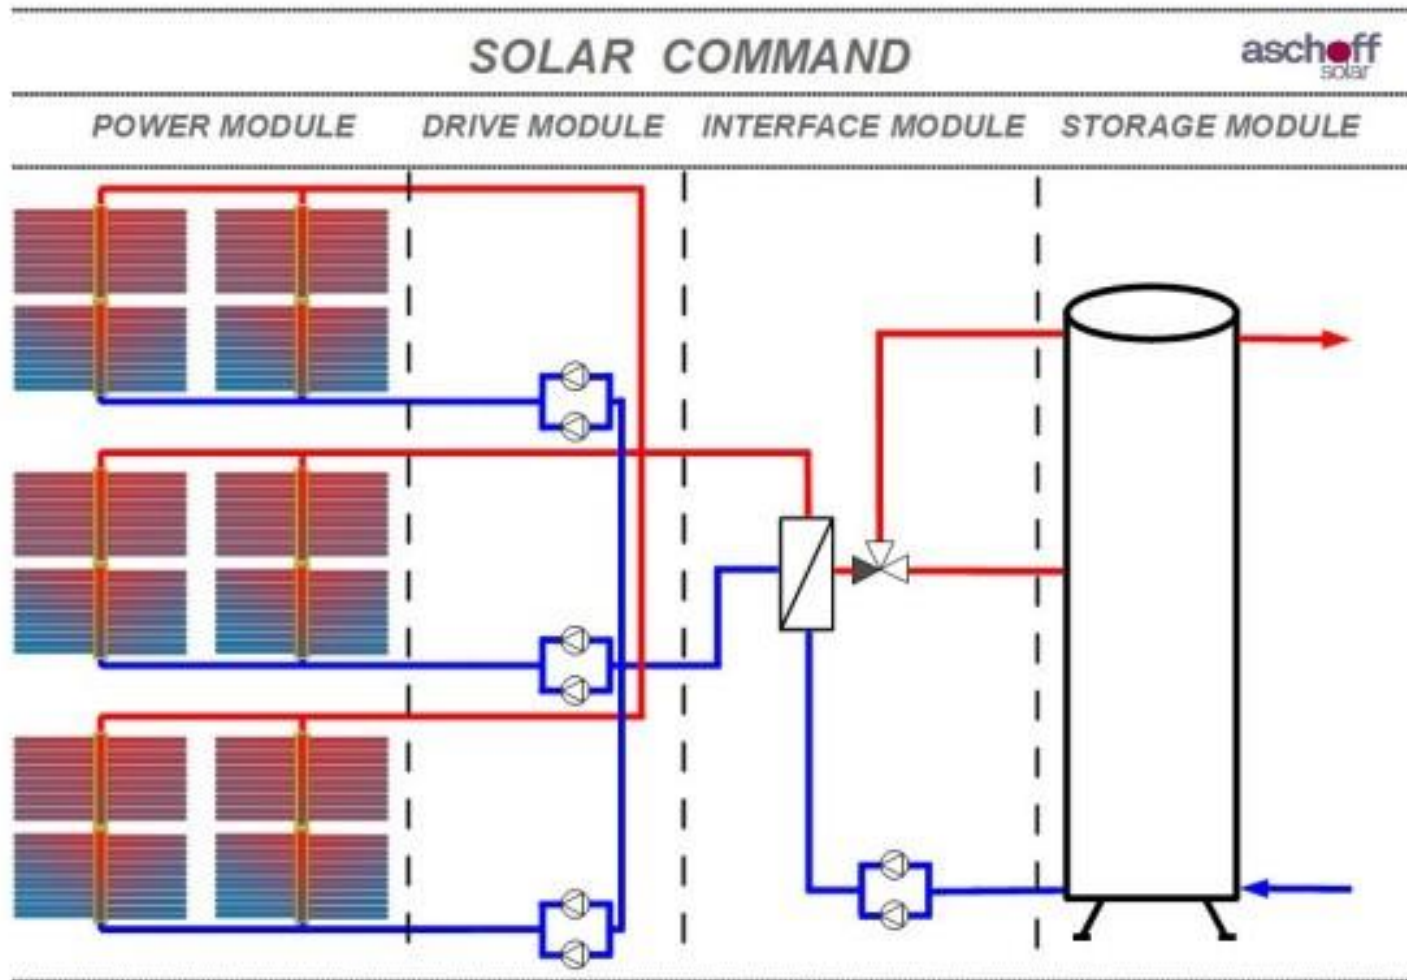 SOLAR COMMAND
aschoff
solar
POWER MODULE DRIVE MODULE INTERFACE MODULE STORAGE MODULE